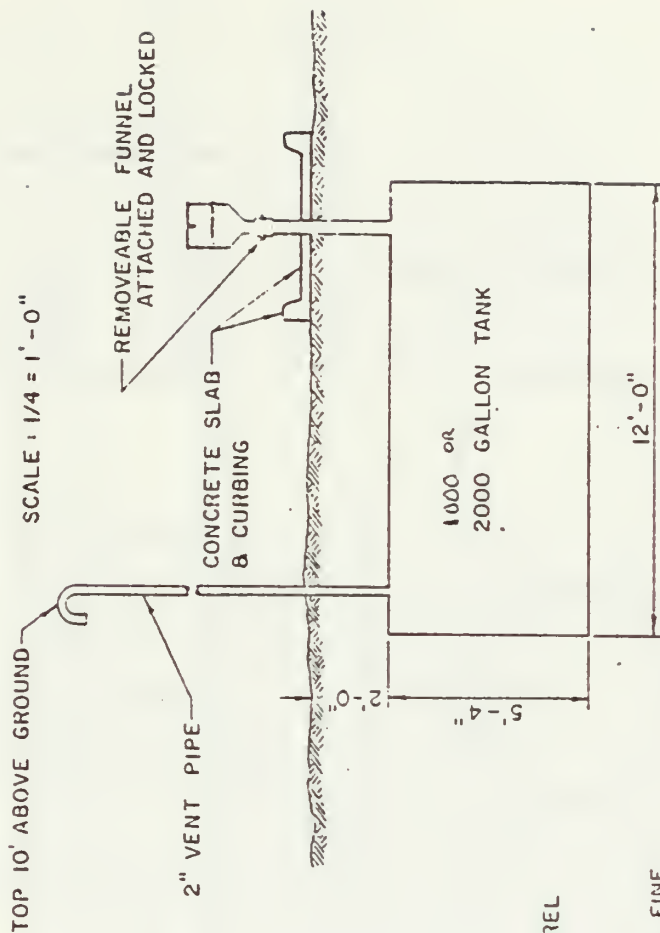 SCALE : 1/4 = 1'-0"
TOP 10' ABOVE GROUND
REMOVEABLE FUNNEL
ATTACHED AND LOCKED
2" VENT PIPE
CONCRETE SLAB
& CURBING
2'-0"
5'-4"
1000 OR
2000 GALLON TANK
12'-0"
REL
FINE